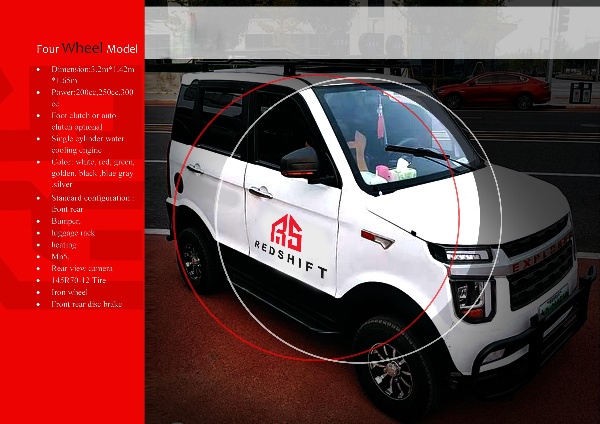 Four Wheel Model
Dimension:3.2m*1.42m
*1.65m
Pawer:200cc,250cc,300
cc
Foot clutch or auto
clutch optional
Single cylinder water
cooling engine
Color: white, red, green,
golden, black ,blue gray
,silver
Standard configuration :
front rear
Bumper.
luggage rack
heating
Mp5,
Rear view camera
145R70-12 Tire
Iron wheel
Front rear disc brake
RS
REDSHIFT